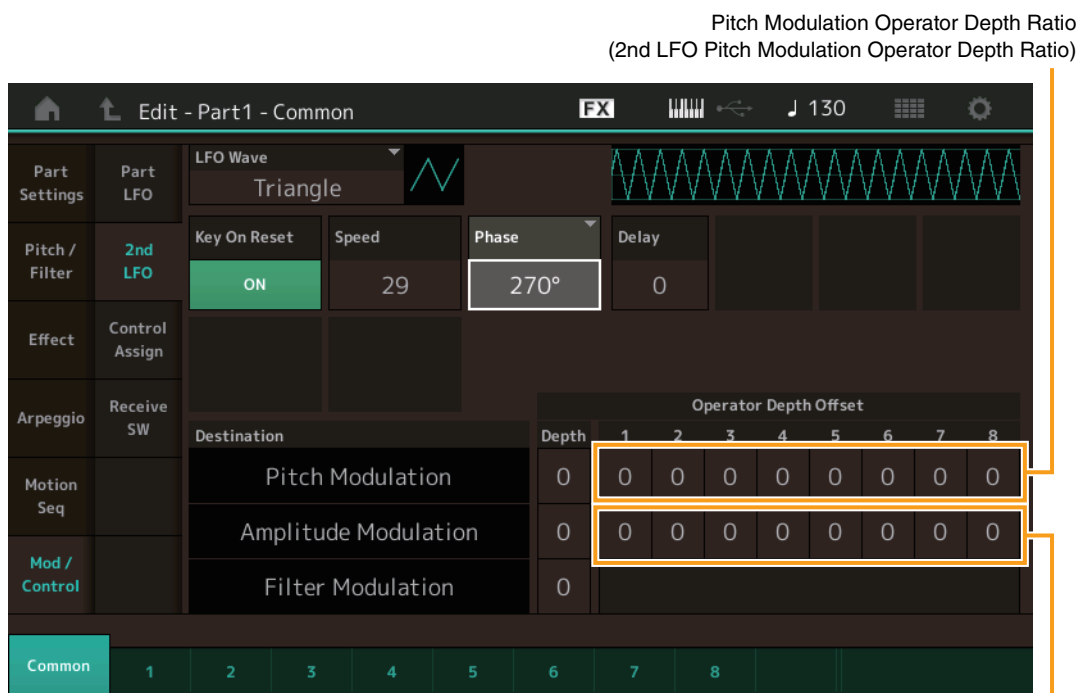 Pitch Modulation Operator Depth Ratio
(2nd LFO Pitch Modulation Operator Depth Ratio)
Edit - Part1 - Common
FX
♩ 130
Part
Settings
Part
LFO
LFO Wave
Triangle
Pitch /
Filter
2nd
LFO
Key On Reset
ON
Speed
29
Phase
270°
Delay
0
Effect
Control
Assign
Arpeggio
Receive
SW
Operator Depth Offset
Destination Depth 1 2 3 4 5 6 7 8
Motion
Seq
Pitch Modulation 0 0 0 0 0 0 0 0 0
Amplitude Modulation 0 0 0 0 0 0 0 0 0
Mod /
Control
Filter Modulation 0
Common 1 2 3 4 5 6 7 8